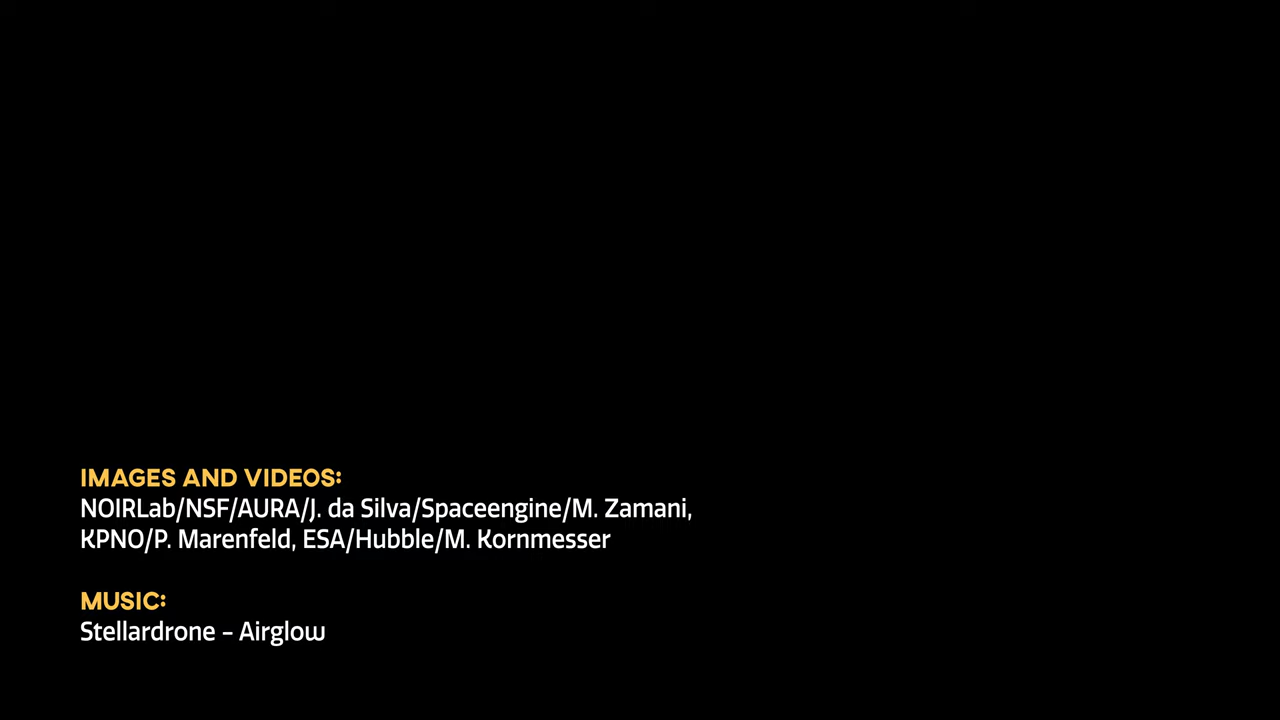 IMAGES AND VIDEOS:
NOIRLab/NSF/AURA/J. da Silva/Spaceengine/M. Zamani,
KPNO/P. Marenfeld, ESA/Hubble/M. Kornmesser
MUSIC:
Stellardrone – Airglow